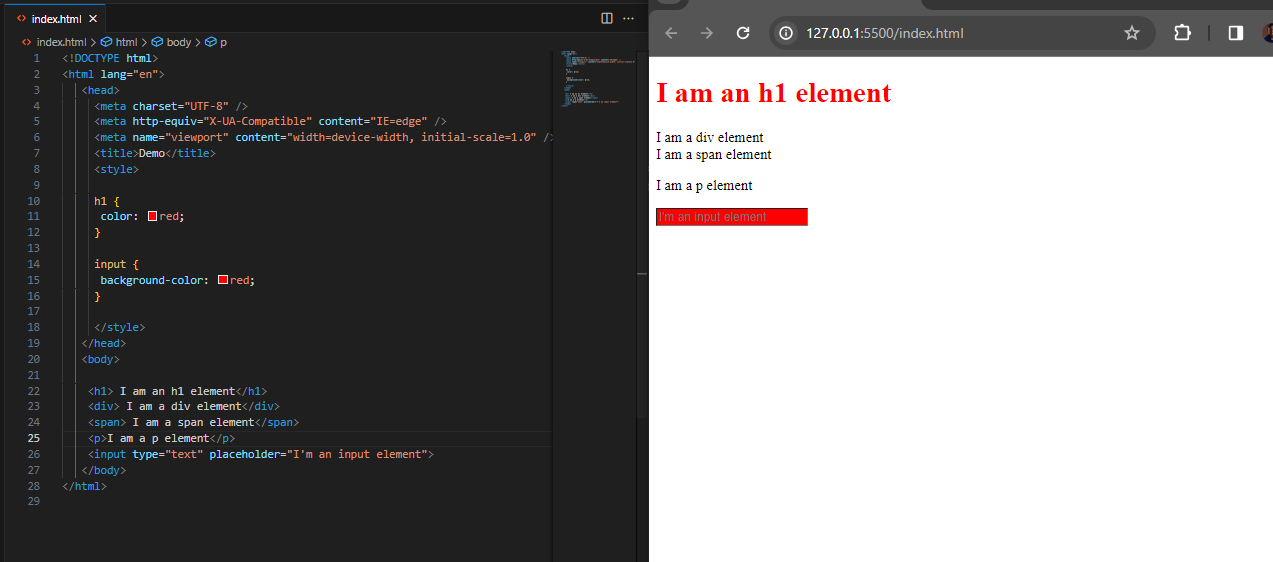 index.html
index.html > html > body > p
1 <!DOCTYPE html>
2 <html lang="en">
3 <head>
4 <meta charset="UTF-8" />
5 <meta http-equiv="X-UA-Compatible" content="IE=edge" />
6 <meta name="viewport" content="width=device-width, initial-scale=1.0" />
7 <title>Demo</title>
8 <style>
9
10 h1 {
11 color: red;
12 }
13
14 input {
15 background-color: red;
16 }
17
18 </style>
19 </head>
20 <body>
21
22 <h1> I am an h1 element</h1>
23 <div> I am a div element</div>
24 <span> I am a span element</span>
25 <p>I am a p element</p>
26 <input type="text" placeholder="I'm an input element">
27 </body>
28 </html>
29
127.0.0.1:5500/index.html
I am an h1 element
I am a div element
I am a span element
I am a p element
I'm an input element